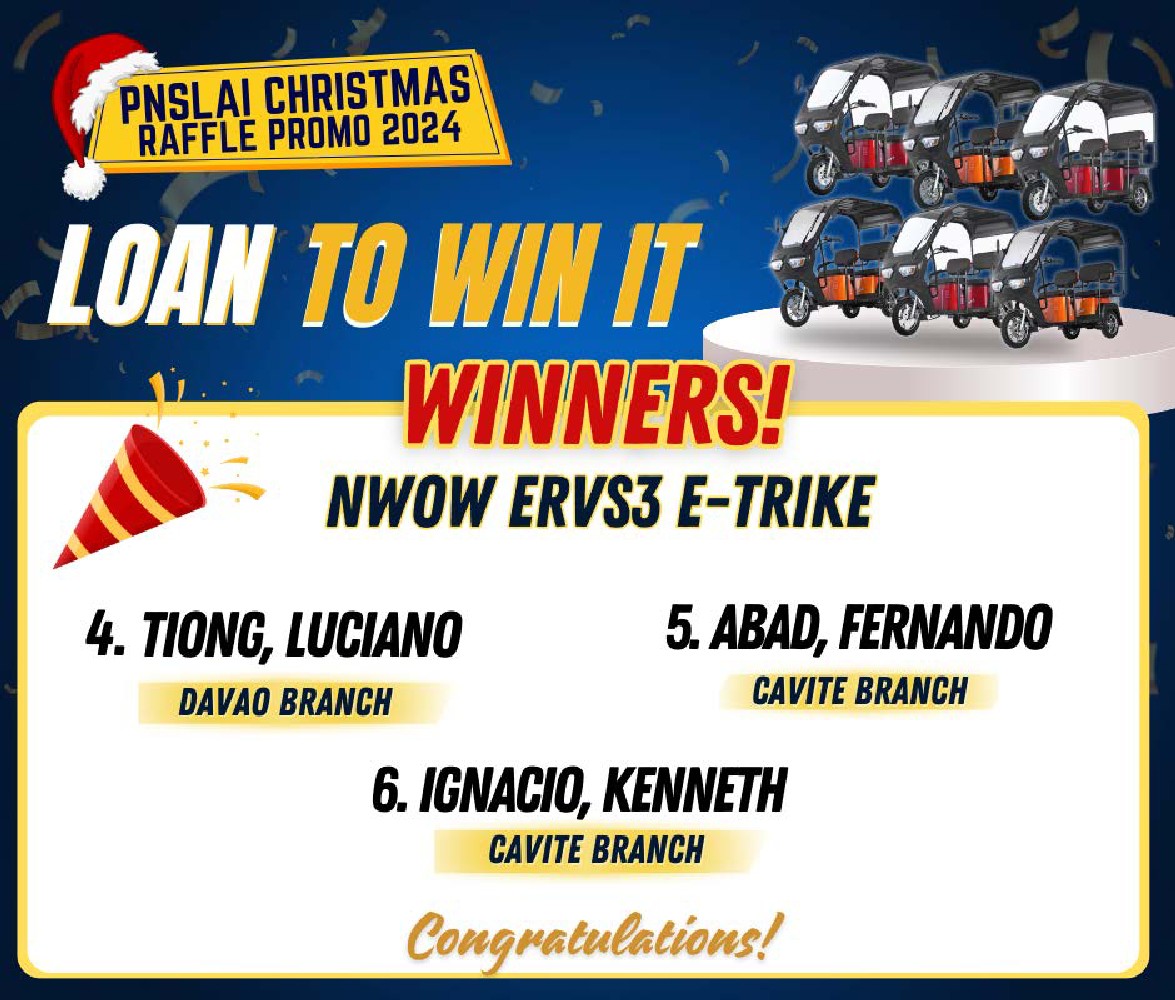 PNSLAI CHRISTMAS
RAFFLE PROMO 2024
LOAN TO WIN IT
WINNERS!
NWOW ERVS3 E-TRIKE
4. TIONG, LUCIANO
DAVAO BRANCH
5. ABAD, FERNANDO
CAVITE BRANCH
6. IGNACIO, KENNETH
CAVITE BRANCH
Congratulations!